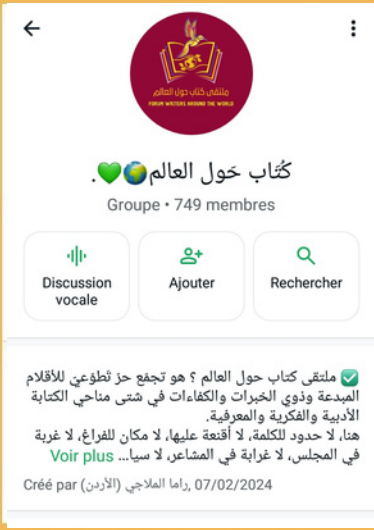 ملتقى كتاب حول العالم
FORUM WRITERS AROUND THE WORLD
كُتَاب حَول العالم🌍💚.
Groupe • 749 membres
Discussion vocale
Ajouter
Rechercher
✅ ملتقى كتاب حول العالم ؟ هو تجمّع حرّ تَطوّعيّ للأقلام
المبدعة وذوي الخبرات والكفاءات في شتى مناحي الكتابة
الأدبية والفكرية والمعرفية.
هنا، لا حدود للكلمة، لا أقنعة عليها، لا مكان للفراغ، لا غربة
في المجلس، لا غرابة في المشاعر، لا سيا... Voir plus
Créé par (راما الملاجي (الأردن, 07/02/2024